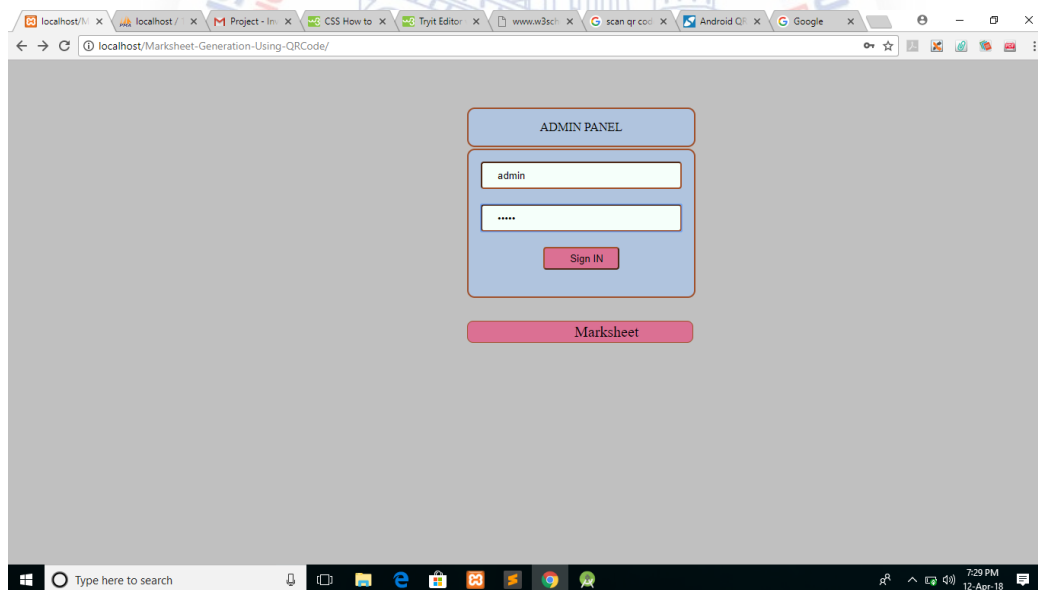 localhost/M
localhost /
M Project - Inv
CSS How to
Tryit Editor
www.w3sch
G scan qr cod
Android QR
G Google
localhost/Marksheet-Generation-Using-QRCode/
ADMIN PANEL
admin
•••••
Sign IN
Marksheet
Type here to search
7:29 PM
12-Apr-18